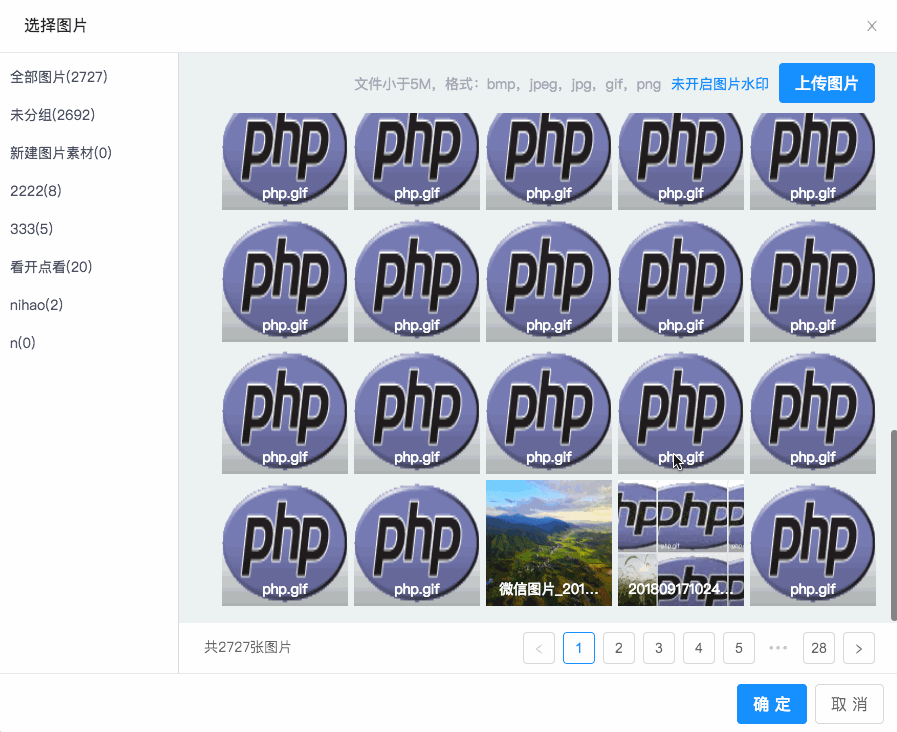 选择图片
全部图片(2727)
未分组(2692)
新建图片素材(0)
2222(8)
333(5)
看开点看(20)
nihao(2)
n(0)
文件小于5M，格式：bmp，jpeg，jpg，gif，png 未开启图片水印 上传图片
php php php php php
php.gif php.gif php.gif php.gif php.gif
php php php php php
php.gif php.gif php.gif php.gif php.gif
php php php php php
php.gif php.gif php.gif php.gif php.gif
php php php
php.gif php.gif 微信图片_201... 201809171024... php.gif
共2727张图片
< 1 2 3 4 5 ••• 28 >
确 定 取 消